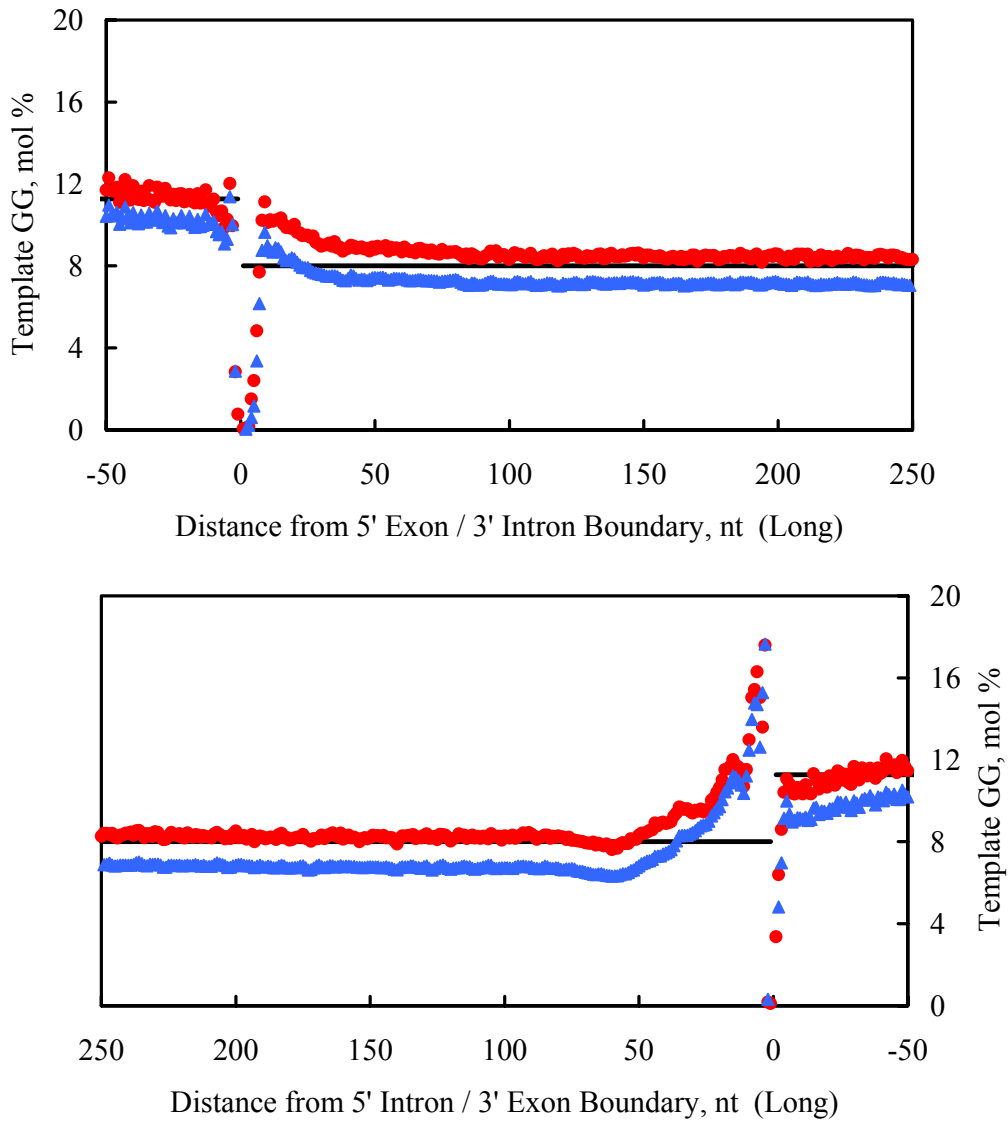 20
16
12
8
4
0
Template GG, mol %
-50 0 50 100 150 200 250
Distance from 5' Exon / 3' Intron Boundary, nt (Long)
20
16
12
8
4
0
Template GG, mol %
250 200 150 100 50 0 -50
Distance from 5' Intron / 3' Exon Boundary, nt (Long)